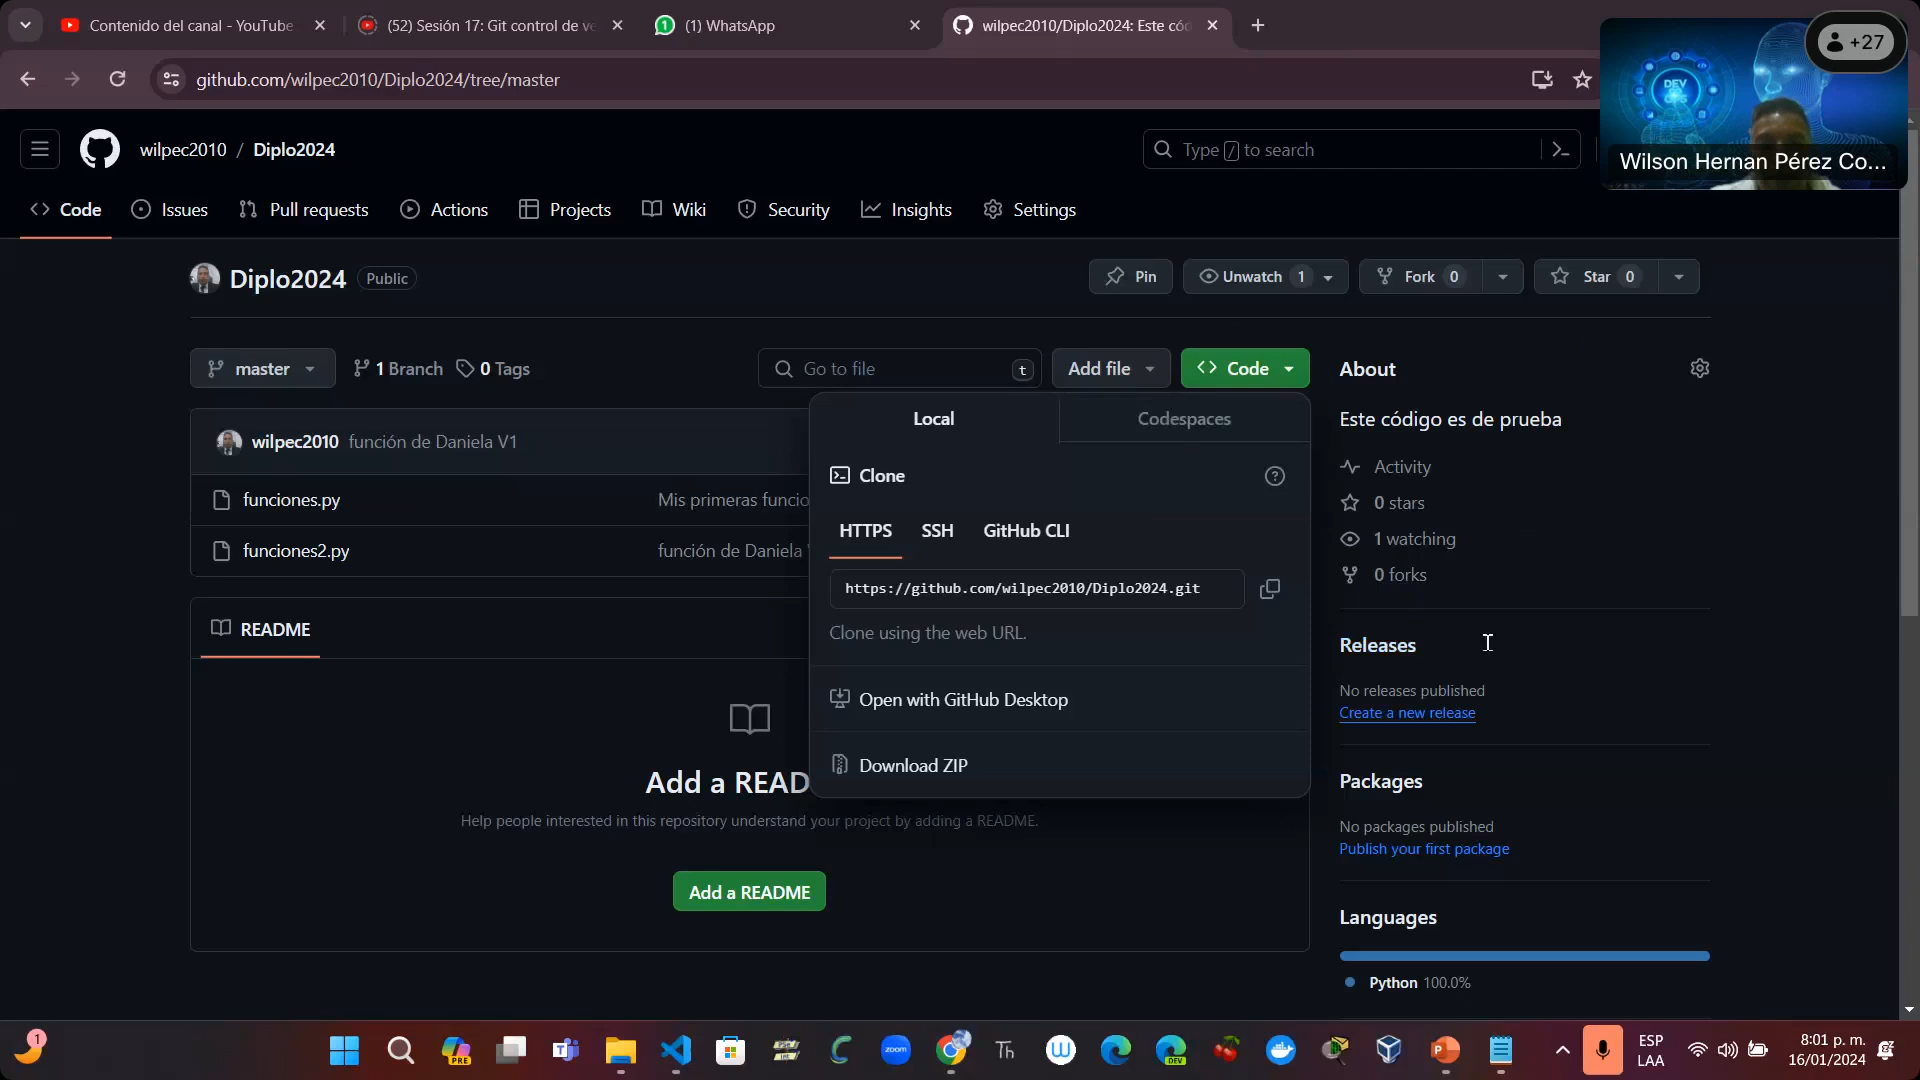 Contenido del canal - YouTube
(52) Sesión 17: Git control de ve
(1) WhatsApp
wilpec2010/Diplo2024: Este cód
+27
github.com/wilpec2010/Diplo2024/tree/master
DEV
Wilson Hernan Pérez Co...
wilpec2010 / Diplo2024
Type / to search
Code
Issues
Pull requests
Actions
Projects
Wiki
Security
Insights
Settings
Diplo2024 Public
Pin
Unwatch 1
Fork 0
Star 0
master
1 Branch
0 Tags
Go to file
t
Add file
Code
About
Este código es de prueba
Activity
0 stars
1 watching
0 forks
Local
Codespaces
Clone
HTTPS
SSH
GitHub CLI
https://github.com/wilpec2010/Diplo2024.git
Clone using the web URL.
Open with GitHub Desktop
Download ZIP
wilpec2010 función de Daniela V1
funciones.py
Mis primeras funcio
funciones2.py
función de Daniela
README
Add a READ
Help people interested in this repository understand your project by adding a README.
Add a README
Releases
No releases published
Create a new release
Packages
No packages published
Publish your first package
Languages
Python 100.0%
1
PRE
zoom
Th
DEV
ESP
LAA
8:01 p. m.
16/01/2024